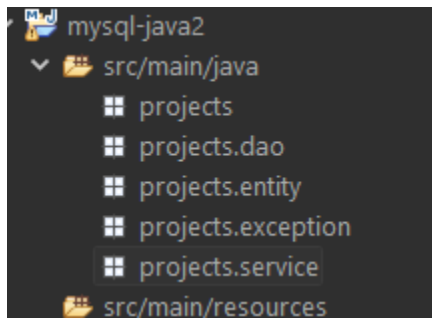 mysql-java2
src/main/java
projects
projects.dao
projects.entity
projects.exception
projects.service
src/main/resources